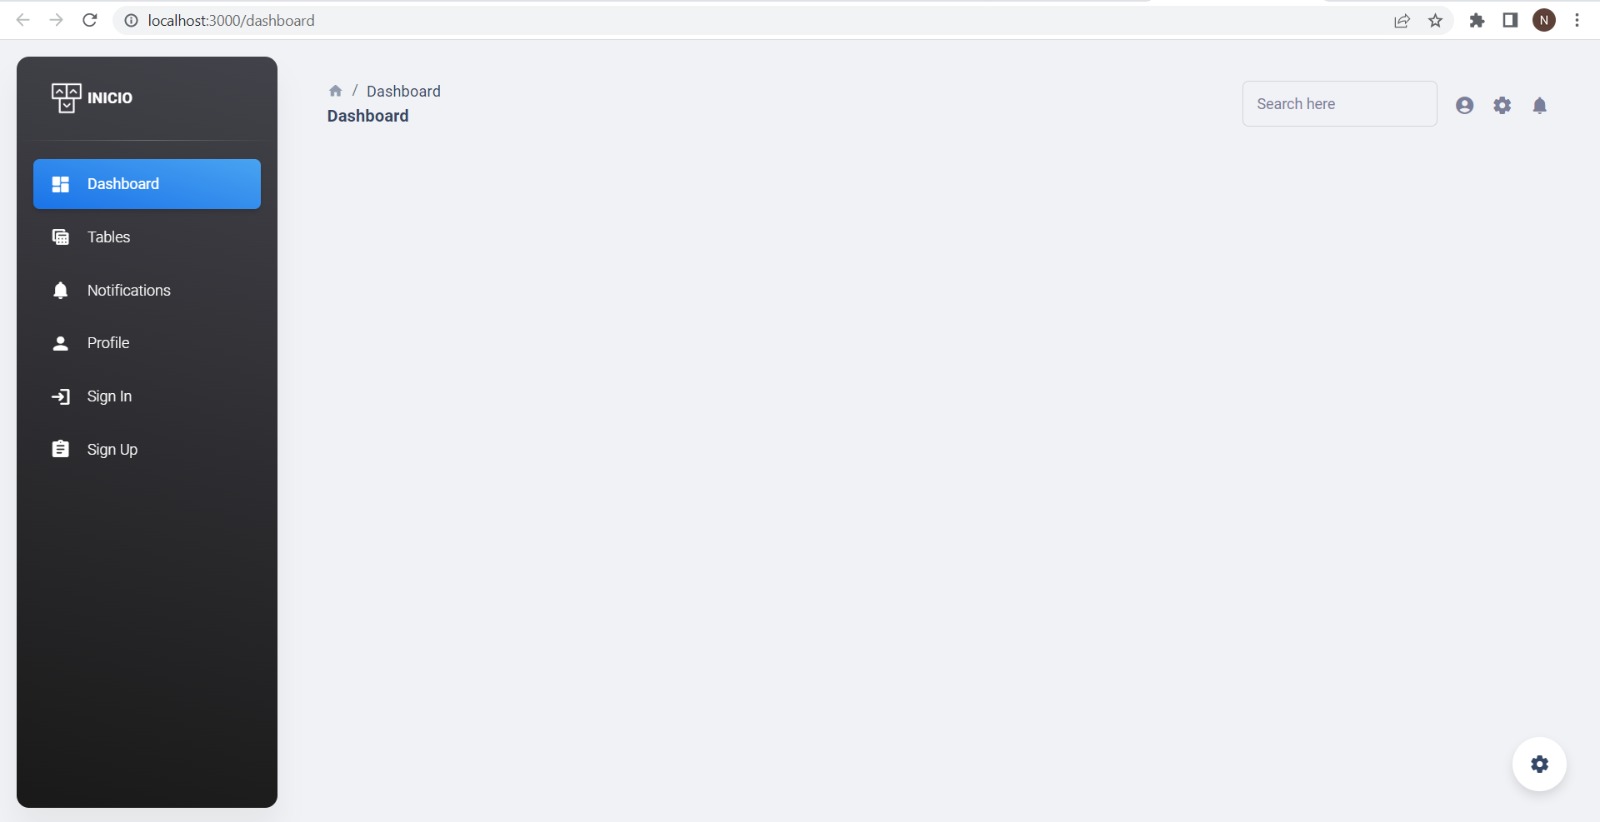 localhost:3000/dashboard
N
INICIO
Dashboard
Tables
Notifications
Profile
Sign In
Sign Up
/ Dashboard
Dashboard
Search here